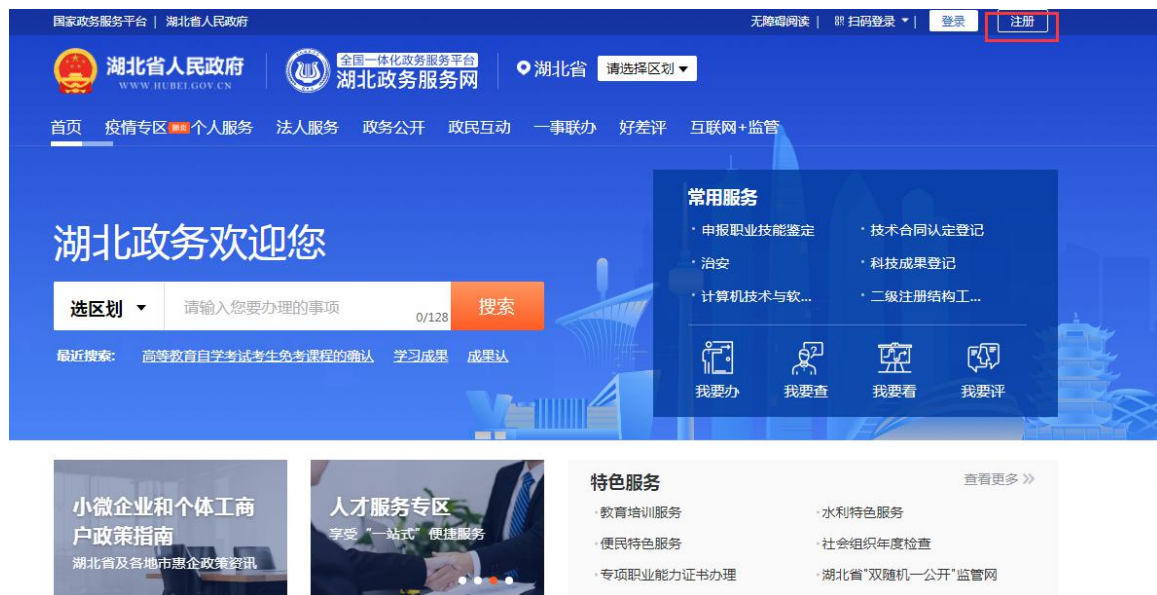 国家政务服务平台 | 湖北省人民政府
无障碍阅读 | 扫码登录 ▼ | 登录 注册
湖北省人民政府
WWW.HUBEI.GOV.CN
全国一体化政务服务平台
湖北政务服务网
湖北省 请选择区划 ▼
首页 疫情专区 个人服务 法人服务 政务公开 政民互动 一事联办 好差评 互联网+监管
湖北政务欢迎您
选区划 ▼ 请输入您要办理的事项 0/128 搜索
最近搜索: 高等教育自学考试考生免考课程的确认 学习成果 成果认
常用服务
·申报职业技能鉴定 ·技术合同认定登记
·治安 ·科技成果登记
·计算机技术与软... ·二级注册结构工...
我要办 我要查 我要看 我要评
小微企业和个体工商
户政策指南
湖北省及各地市惠企政策资讯
人才服务专区
享受“一站式”便捷服务
特色服务 查看更多 》
·教育培训服务 ·水利特色服务
·便民特色服务 ·社会组织年度检查
·专项职业能力证书办理 ·湖北省"双随机一公开"监管网